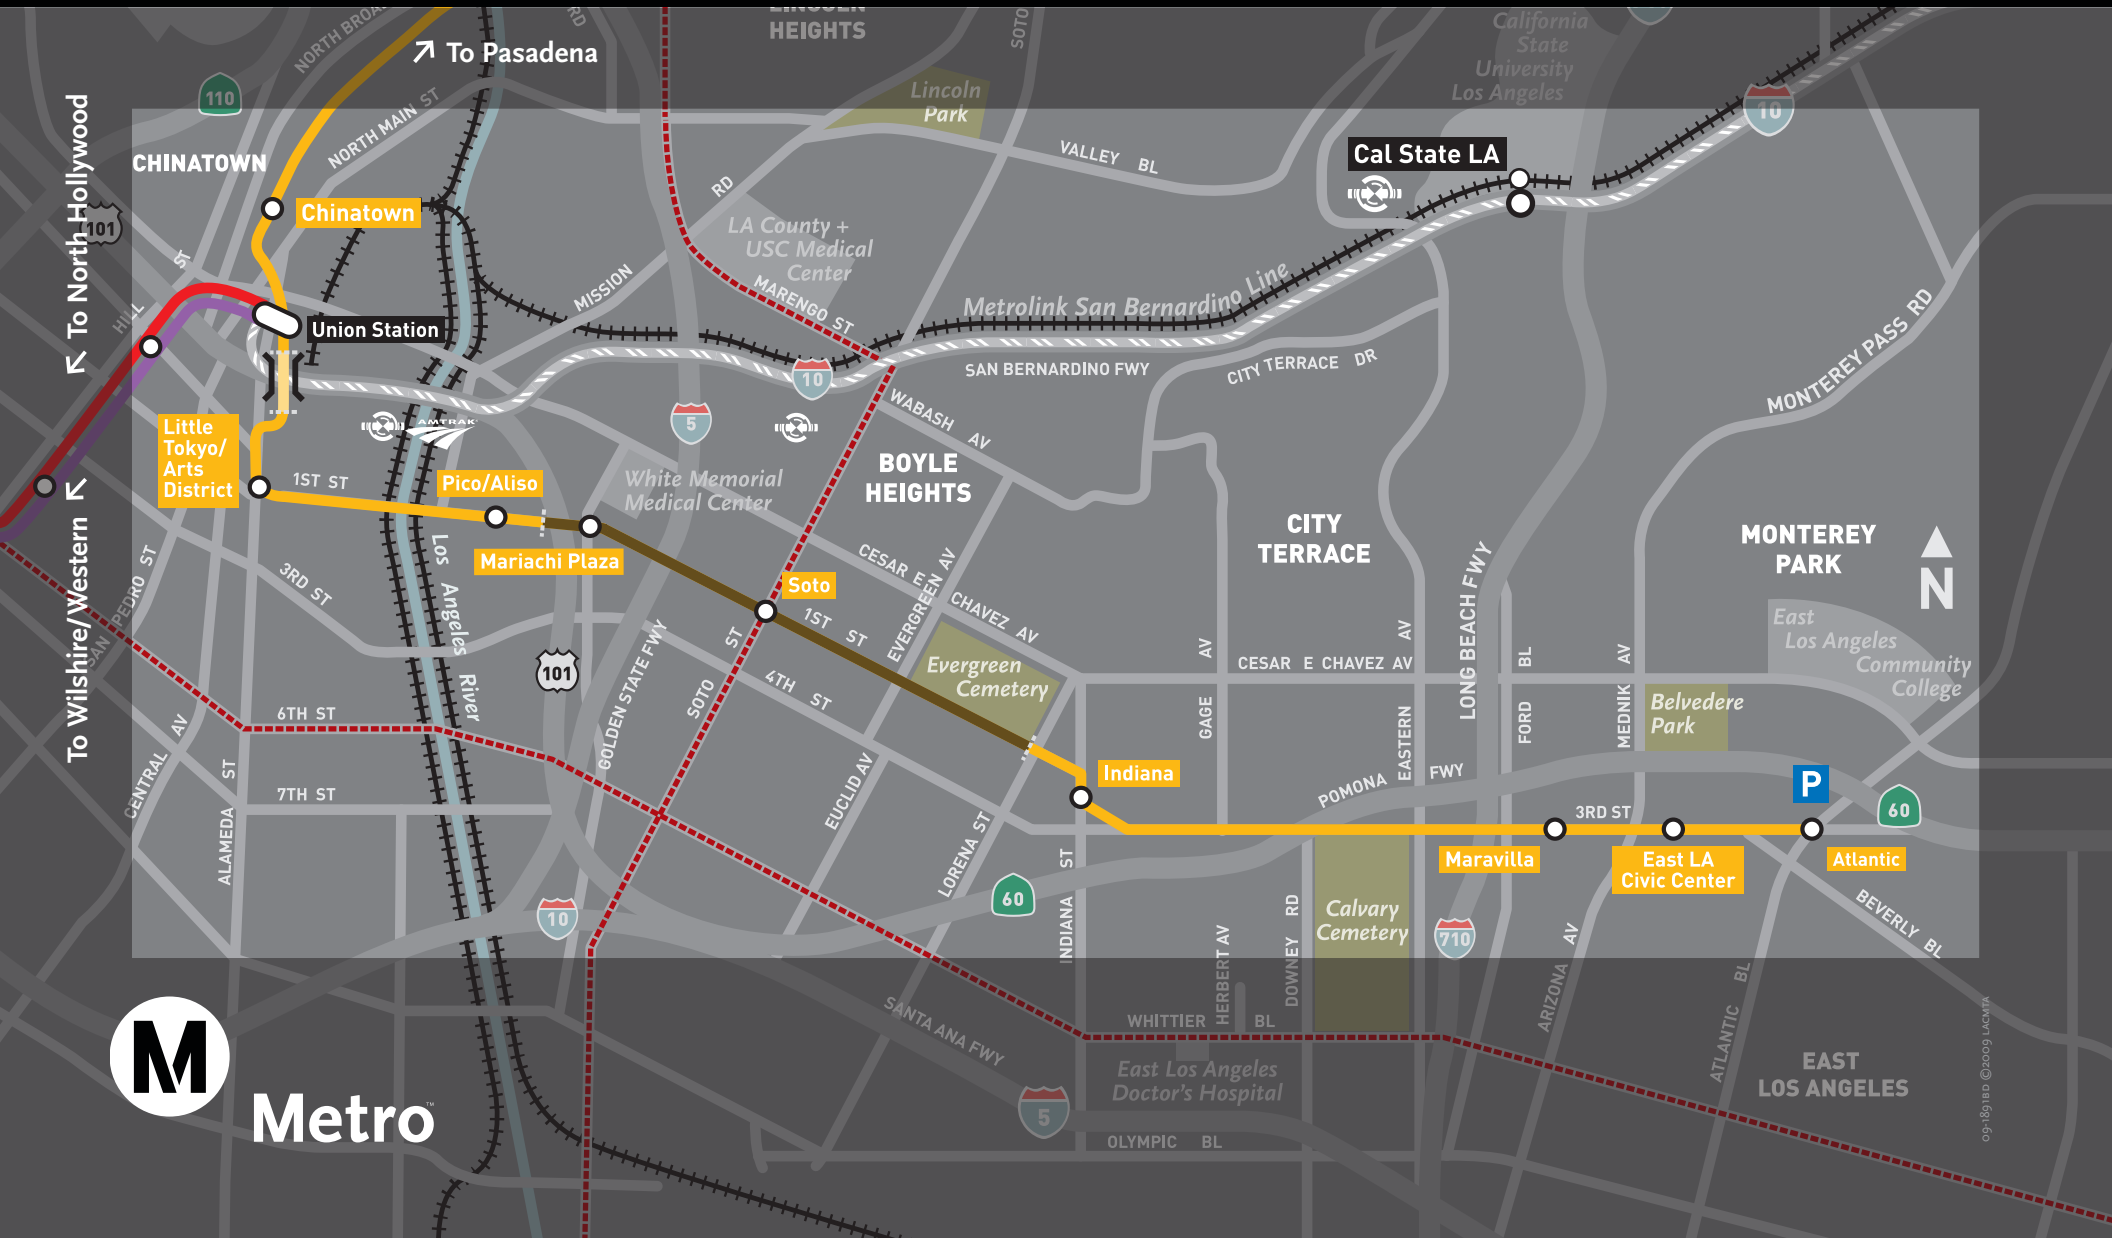 LINCOLN
HEIGHTS
California
State
University
Los Angeles
NORTH BROA
RD
SOTO
To Pasadena
110
NORTH MAIN ST
Lincoln
Park
10
To North Hollywood
CHINATOWN
VALLEY BL
Cal State LA
RD
101
Chinatown
LA County +
USC Medical
Center
ST
HILL
MISSION
MARENGO ST
Metrolink San Bernardino Line
Union Station
MONTEREY PASS RD
SAN BERNARDINO FWY
CITY TERRACE DR
10
5
WABASH AV
AMTRAK
Little
Tokyo/
Arts
District
1ST ST
Pico/Aliso
White Memorial
Medical Center
BOYLE
HEIGHTS
CITY
TERRACE
MONTEREY
PARK
N
To Wilshire/Western
SAN PEDRO ST
3RD ST
Los Angeles River
Mariachi Plaza
Soto
1ST ST
CESAR E CHAVEZ AV
EVERGREEN AV
LONG BEACH FWY
East
Los Angeles
Community
College
101
GOLDEN STATE FWY
SOTO ST
4TH ST
Evergreen
Cemetery
GAGE AV
CESAR E CHAVEZ AV
EASTERN AV
FORD BL
MEDNIK AV
Belvedere
Park
6TH ST
CENTRAL AV
ALAMEDA ST
7TH ST
EUCLID AV
LORENA ST
Indiana
POMONA FWY
P
3RD ST
60
Maravilla
East LA
Civic Center
Atlantic
60
10
INDIANA ST
HERBERT AV
DOWNEY RD
Calvary
Cemetery
710
ARIZONA AV
BEVERLY BL
ATLANTIC BL
M
Metro™
SANTA ANA FWY
WHITTIER BL
East Los Angeles
Doctor's Hospital
5
OLYMPIC BL
EAST
LOS ANGELES
09-1891BD ©2009 LACMTA